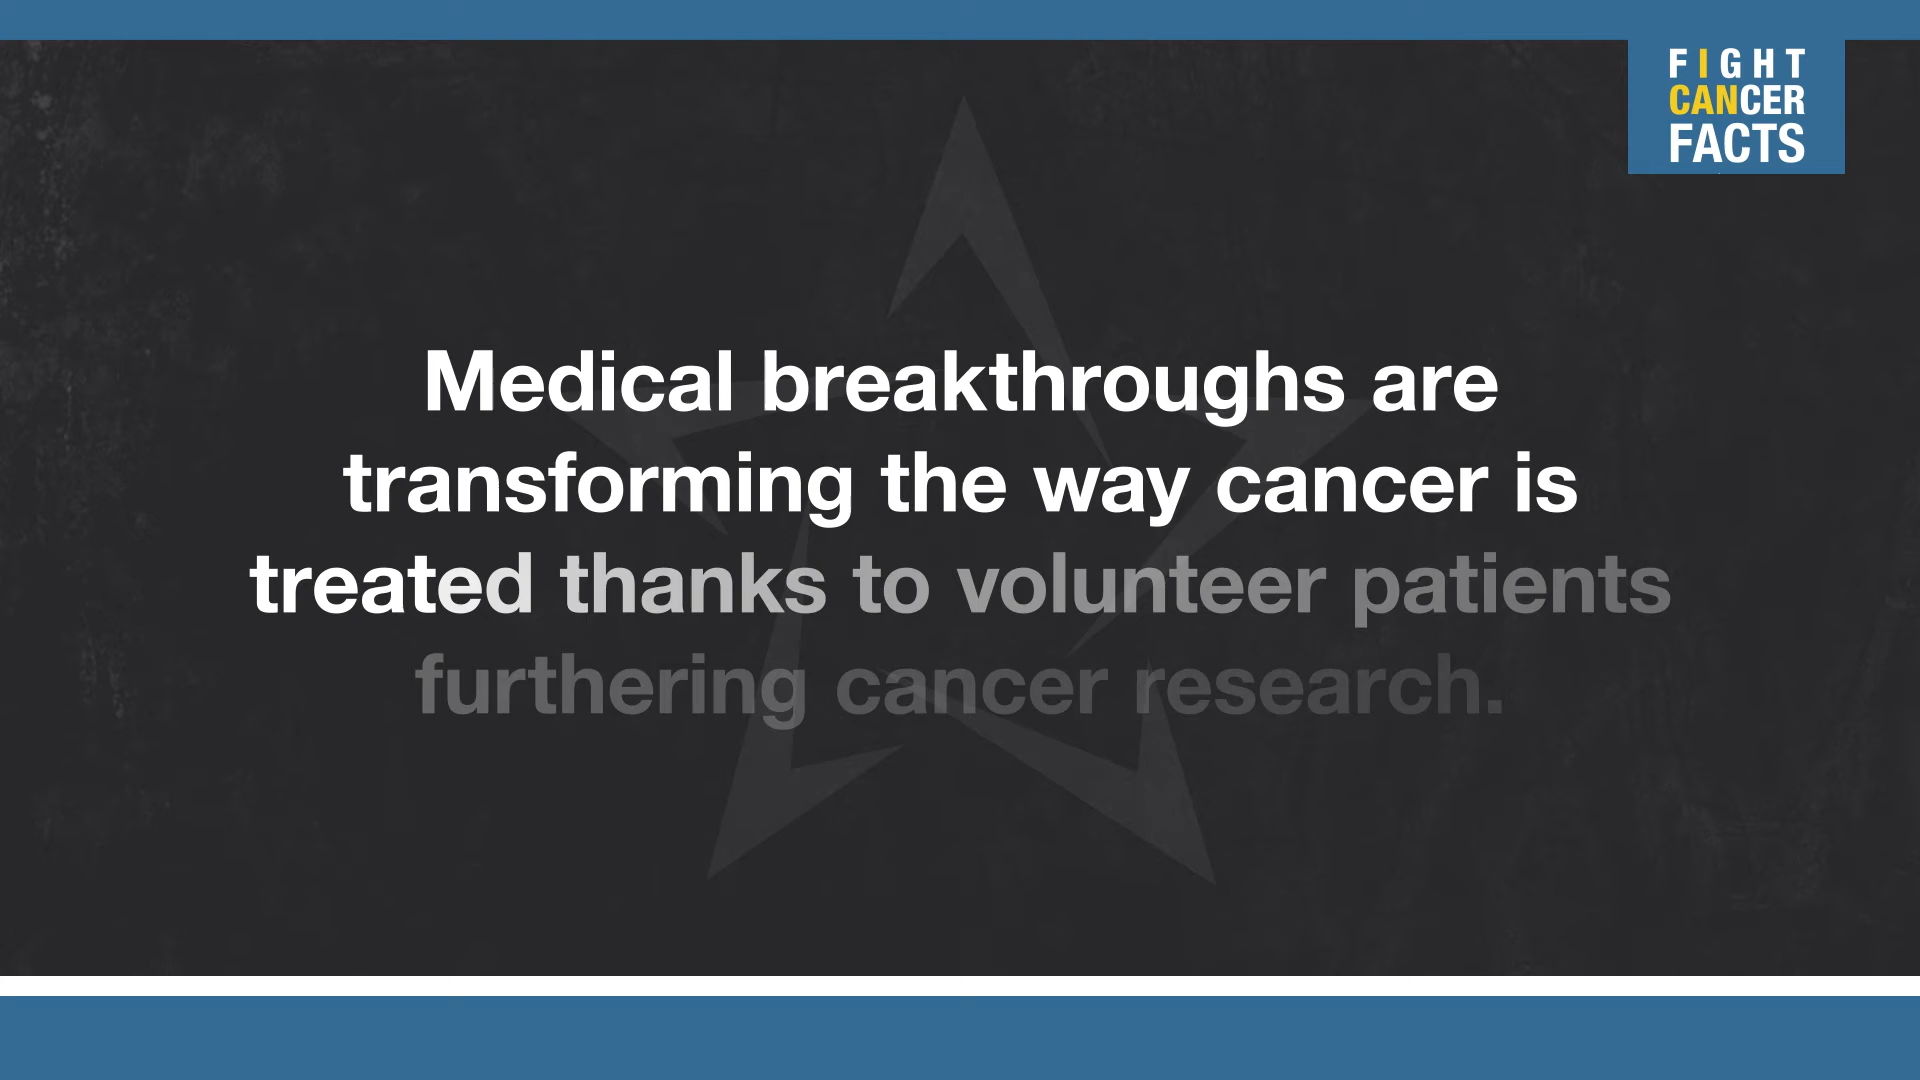 FIGHT
CANCER
FACTS
Medical breakthroughs are
transforming the way cancer is
treated thanks to volunteer patients
furthering cancer research.